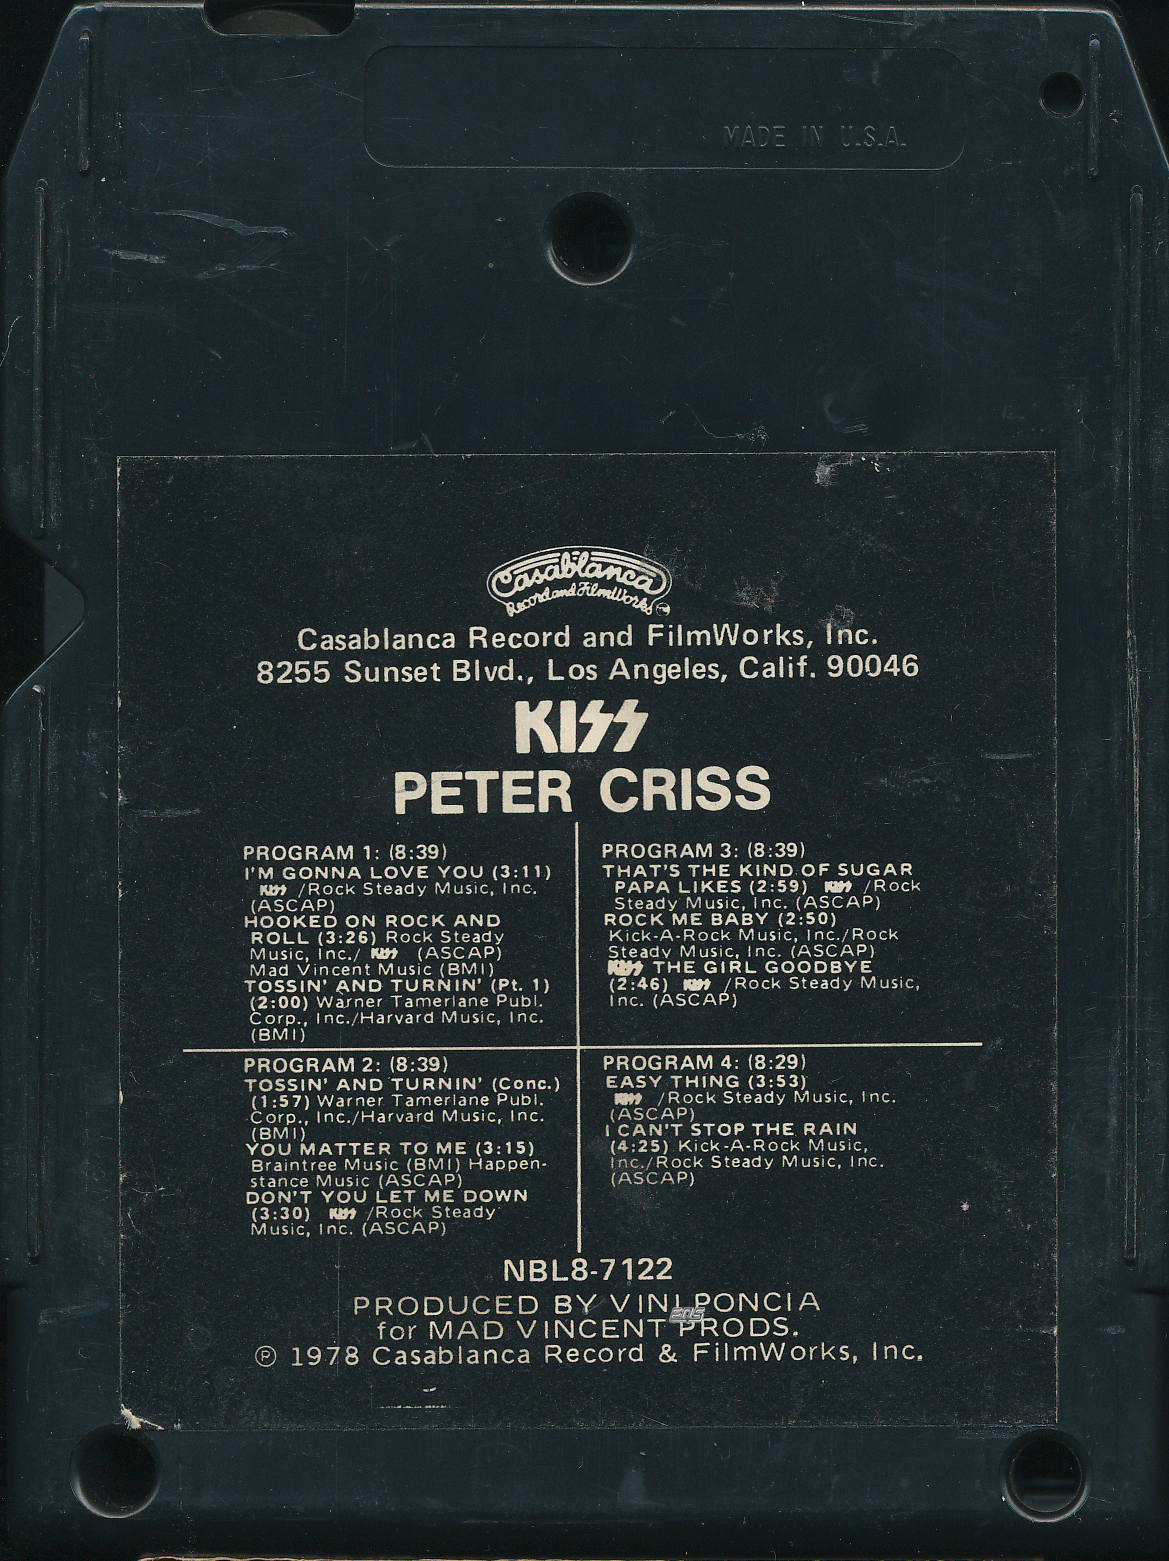 MADE IN U.S.A.
Casablanca
Record and FilmWorks TM
Casablanca Record and FilmWorks, Inc.
8255 Sunset Blvd., Los Angeles, Calif. 90046
KISS
PETER CRISS
PROGRAM 1: (8:39)
I'M GONNA LOVE YOU (3:11)
KISS /Rock Steady Music, Inc.
(ASCAP)
HOOKED ON ROCK AND
ROLL (3:26) Rock Steady
Music, Inc./ KISS (ASCAP)
Mad Vincent Music (BMI)
TOSSIN' AND TURNIN' (Pt. 1)
(2:00) Warner Tamerlane Publ.
Corp., Inc./Harvard Music, Inc.
(BMI)
PROGRAM 2: (8:39)
TOSSIN' AND TURNIN' (Conc.)
(1:57) Warner Tamerlane Publ.
Corp., Inc./Harvard Music, Inc.
(BMI)
YOU MATTER TO ME (3:15)
Braintree Music (BMI) Happen-
stance Music (ASCAP)
DON'T YOU LET ME DOWN
(3:30) KISS /Rock Steady
Music, Inc. (ASCAP)
PROGRAM 3: (8:39)
THAT'S THE KIND OF SUGAR
PAPA LIKES (2:59) KISS /Rock
Steady Music, Inc. (ASCAP)
ROCK ME BABY (2:50)
Kick-A-Rock Music, Inc./Rock
Steady Music, Inc. (ASCAP)
KISS THE GIRL GOODBYE
(2:46) KISS /Rock Steady Music,
Inc. (ASCAP)
PROGRAM 4: (8:29)
EASY THING (3:53)
KISS /Rock Steady Music, Inc.
(ASCAP)
I CAN'T STOP THE RAIN
(4:25) Kick-A-Rock Music,
Inc./Rock Steady Music, Inc.
(ASCAP)
NBL8-7122
PRODUCED BY VINI PONCIA
for MAD VINCENT PRODS.
℗ 1978 Casablanca Record & FilmWorks, Inc.